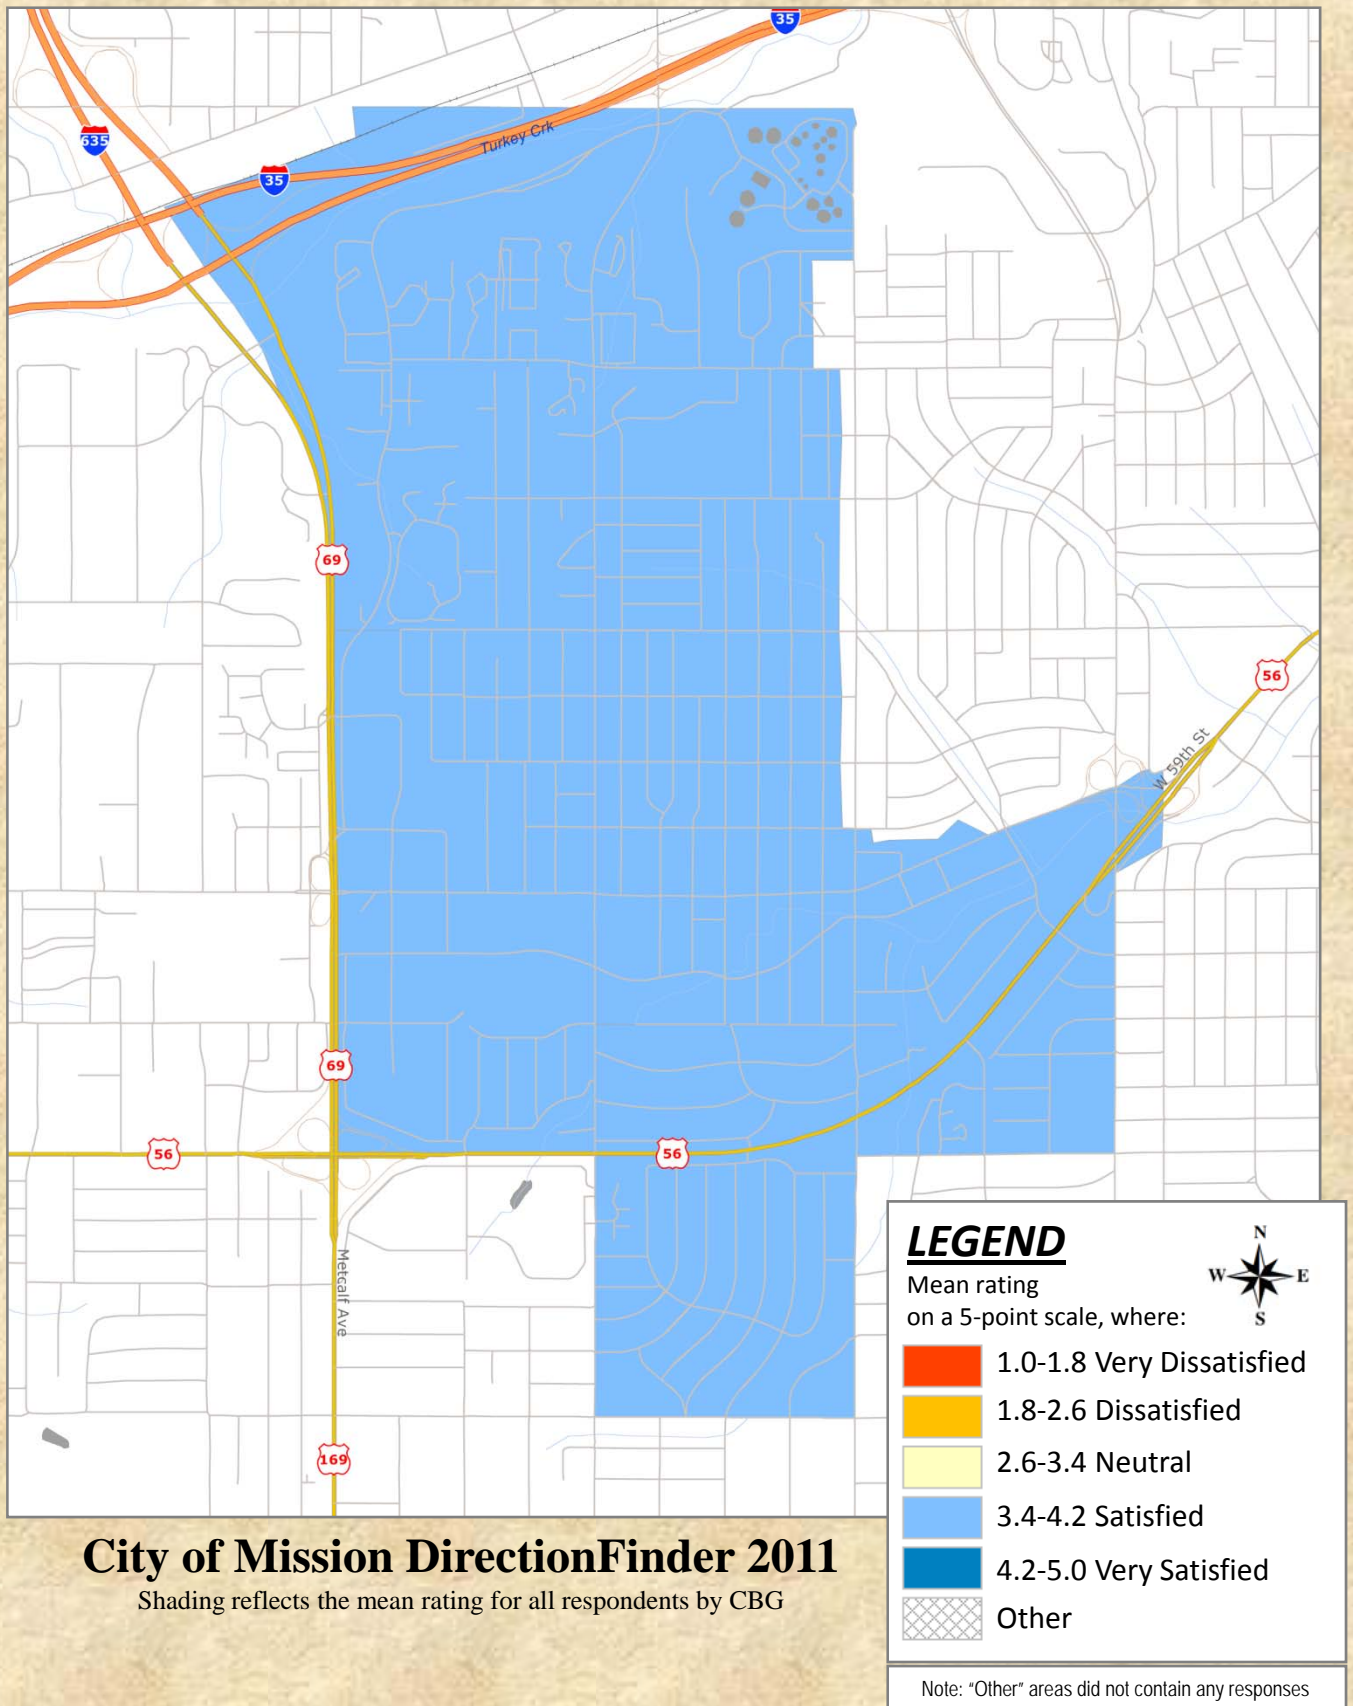 35
635
Turkey Crk
35
69
56
W 59th St
69
56
56
Metcalf Ave
169
LEGEND
Mean rating
on a 5-point scale, where:
N
W E
S
1.0-1.8 Very Dissatisfied
1.8-2.6 Dissatisfied
2.6-3.4 Neutral
3.4-4.2 Satisfied
4.2-5.0 Very Satisfied
Other
Note: "Other" areas did not contain any responses
City of Mission DirectionFinder 2011
Shading reflects the mean rating for all respondents by CBG